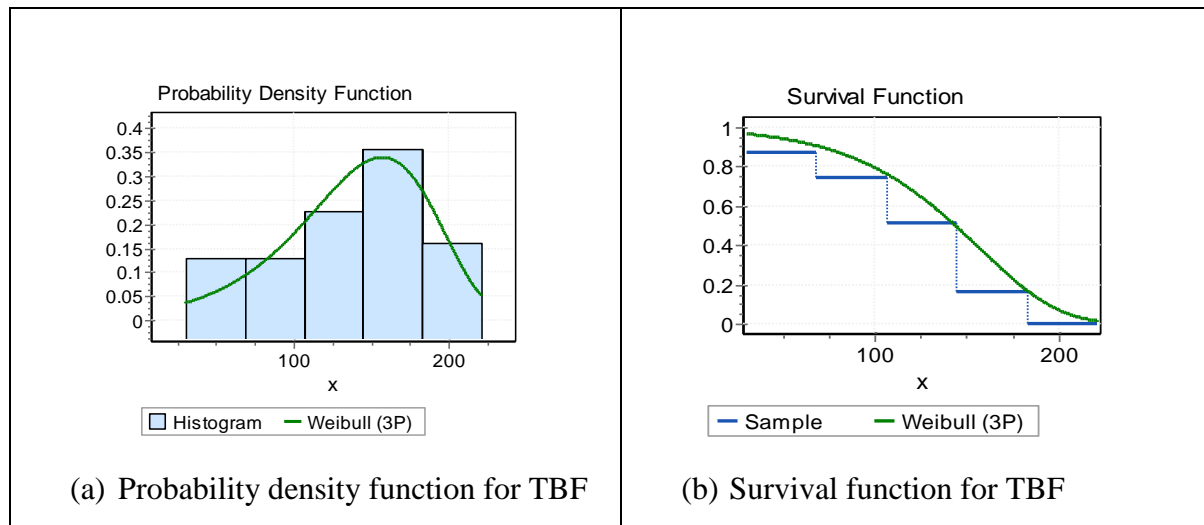 Probability Density Function
0.4
0.35
0.3
0.25
0.2
0.15
0.1
0.05
0
100
200
x
Histogram
Weibull (3P)
(a) Probability density function for TBF
Survival Function
1
0.8
0.6
0.4
0.2
0
100
200
x
Sample
Weibull (3P)
(b) Survival function for TBF